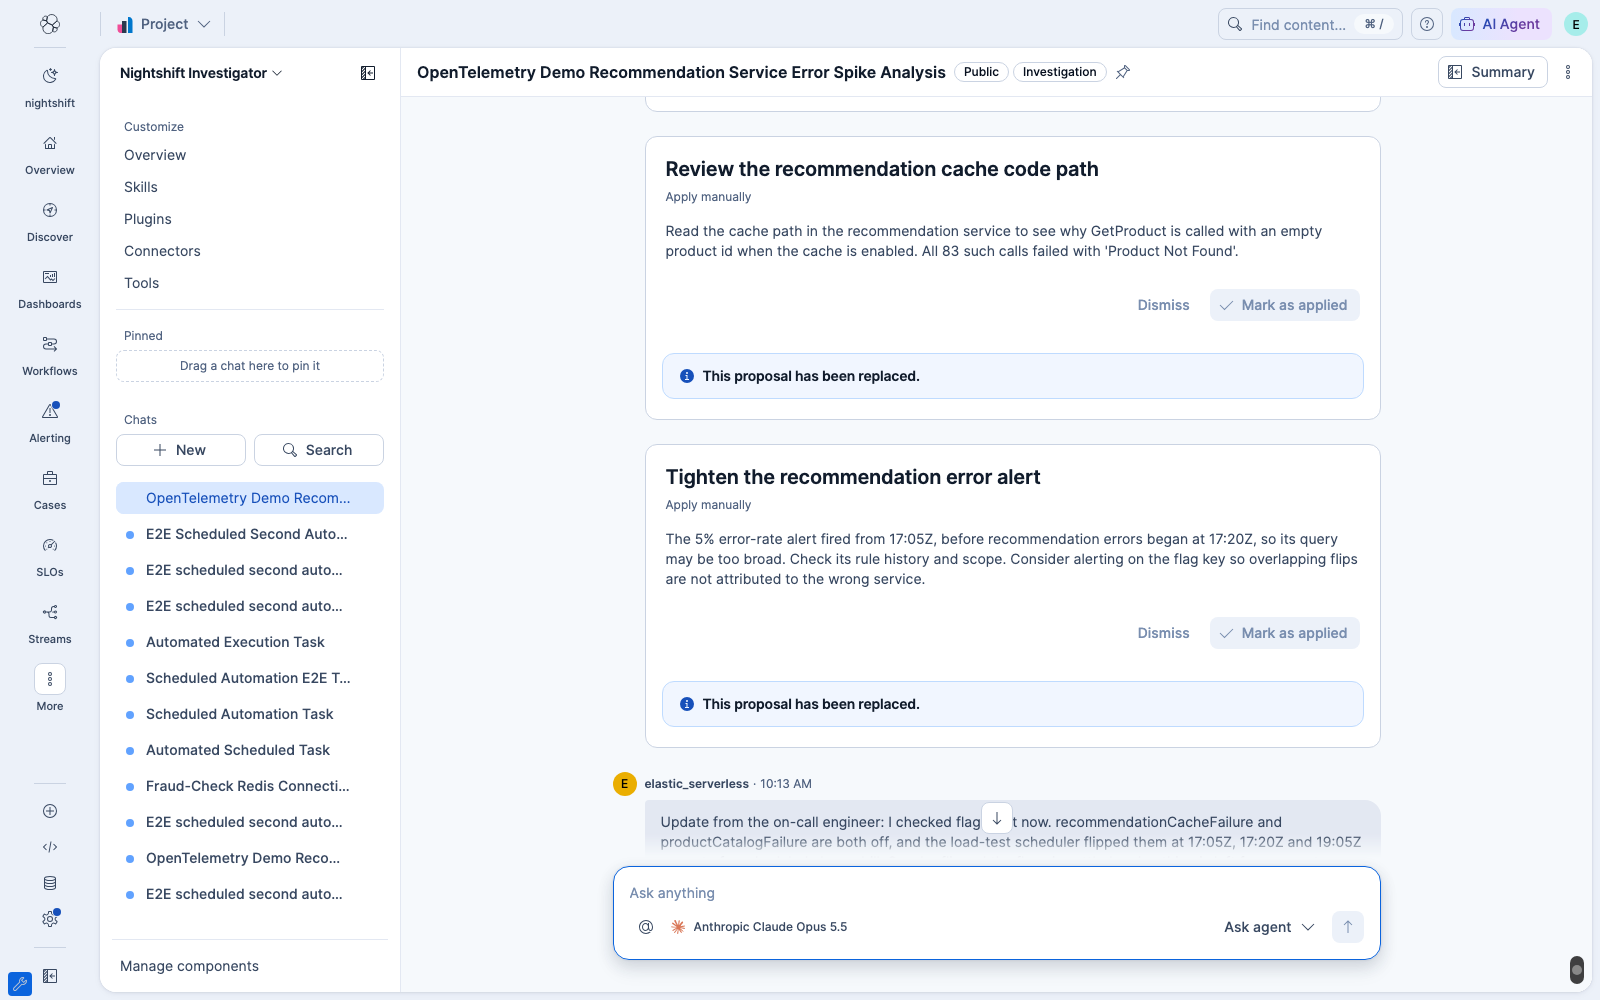 Project
Find content...
⌘ /
AI Agent
E
nightshift
Overview
Discover
Dashboards
Workflows
Alerting
Cases
SLOs
Streams
More
Nightshift Investigator
Customize
Overview
Skills
Plugins
Connectors
Tools
Pinned
Drag a chat here to pin it
Chats
New
Search
OpenTelemetry Demo Recom...
E2E Scheduled Second Auto...
E2E scheduled second auto...
E2E scheduled second auto...
Automated Execution Task
Scheduled Automation E2E T...
Scheduled Automation Task
Automated Scheduled Task
Fraud-Check Redis Connecti...
E2E scheduled second auto...
OpenTelemetry Demo Reco...
E2E scheduled second auto...
Manage components
OpenTelemetry Demo Recommendation Service Error Spike Analysis
Public
Investigation
Summary
Review the recommendation cache code path
Apply manually
Read the cache path in the recommendation service to see why GetProduct is called with an empty
product id when the cache is enabled. All 83 such calls failed with 'Product Not Found'.
Dismiss
Mark as applied
This proposal has been replaced.
Tighten the recommendation error alert
Apply manually
The 5% error-rate alert fired from 17:05Z, before recommendation errors began at 17:20Z, so its query
may be too broad. Check its rule history and scope. Consider alerting on the flag key so overlapping flips
are not attributed to the wrong service.
Dismiss
Mark as applied
This proposal has been replaced.
E
elastic_serverless · 10:13 AM
Update from the on-call engineer: I checked flag t now. recommendationCacheFailure and
productCatalogFailure are both off, and the load-test scheduler flipped them at 17:05Z, 17:20Z and 19:05Z
Ask anything
Anthropic Claude Opus 5.5
Ask agent